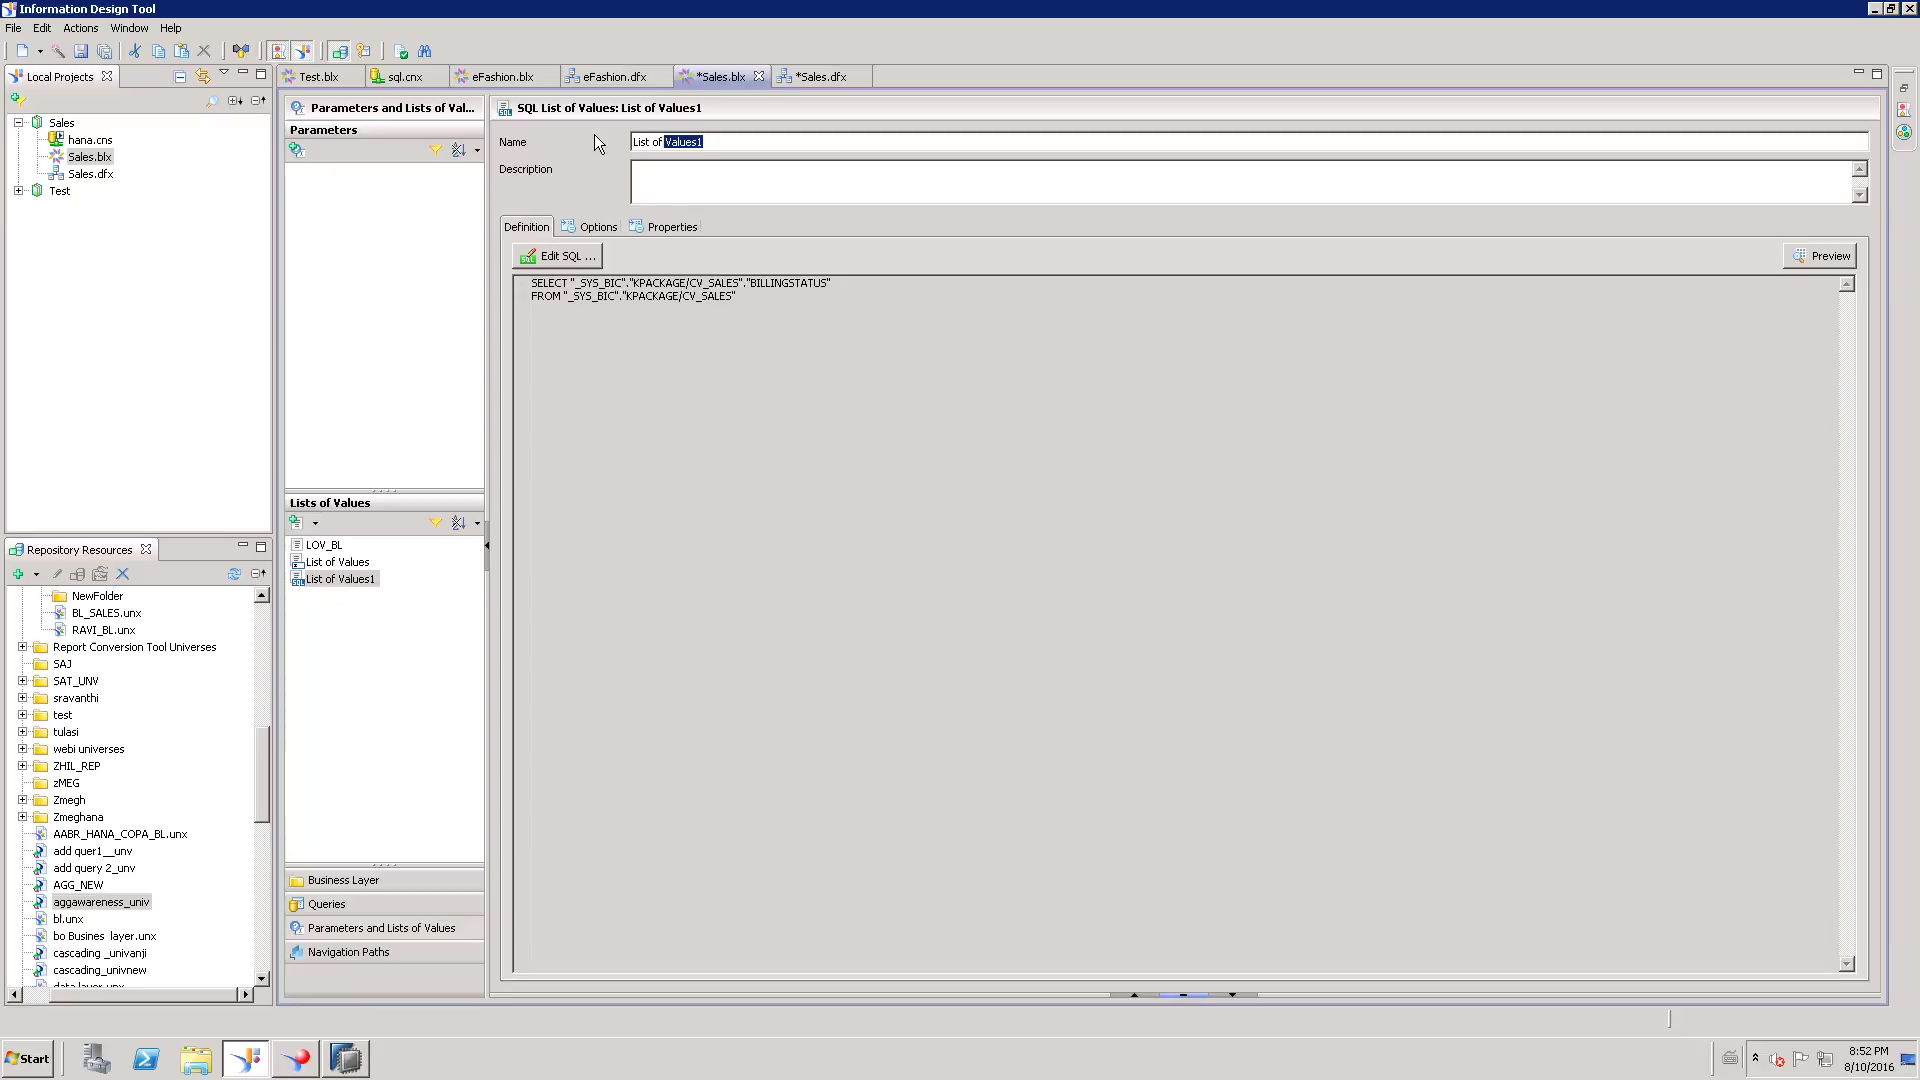 Information Design Tool
File Edit Actions Window Help
Local Projects
Test.blx sql.cnx eFashion.blx eFashion.dfx *Sales.blx *Sales.dfx
Sales
hana.cns
Sales.blx
Sales.dfx
Test
Parameters and Lists of Val...
Parameters
Lists of Values
LOV_BL
List of Values
List of Values1
Business Layer
Queries
Parameters and Lists of Values
Navigation Paths
SQL List of Values: List of Values1
Name List of Values1
Description
Definition Options Properties
Edit SQL ... Preview
SELECT "_SYS_BIC"."KPACKAGE/CV_SALES"."BILLINGSTATUS"
FROM "_SYS_BIC"."KPACKAGE/CV_SALES"
Repository Resources
NewFolder
BL_SALES.unx
RAVI_BL.unx
Report Conversion Tool Universes
SAJ
SAT_UNV
sravanthi
test
tulasi
webi universes
ZHIL_REP
zMEG
Zmegh
Zmeghana
AABR_HANA_COPA_BL.unx
add quer1__unv
add query 2_unv
AGG_NEW
aggawareness_univ
bl.unx
bo Busines layer.unx
cascading _univanji
cascading_univnew
Start
8:52 PM
8/10/2016